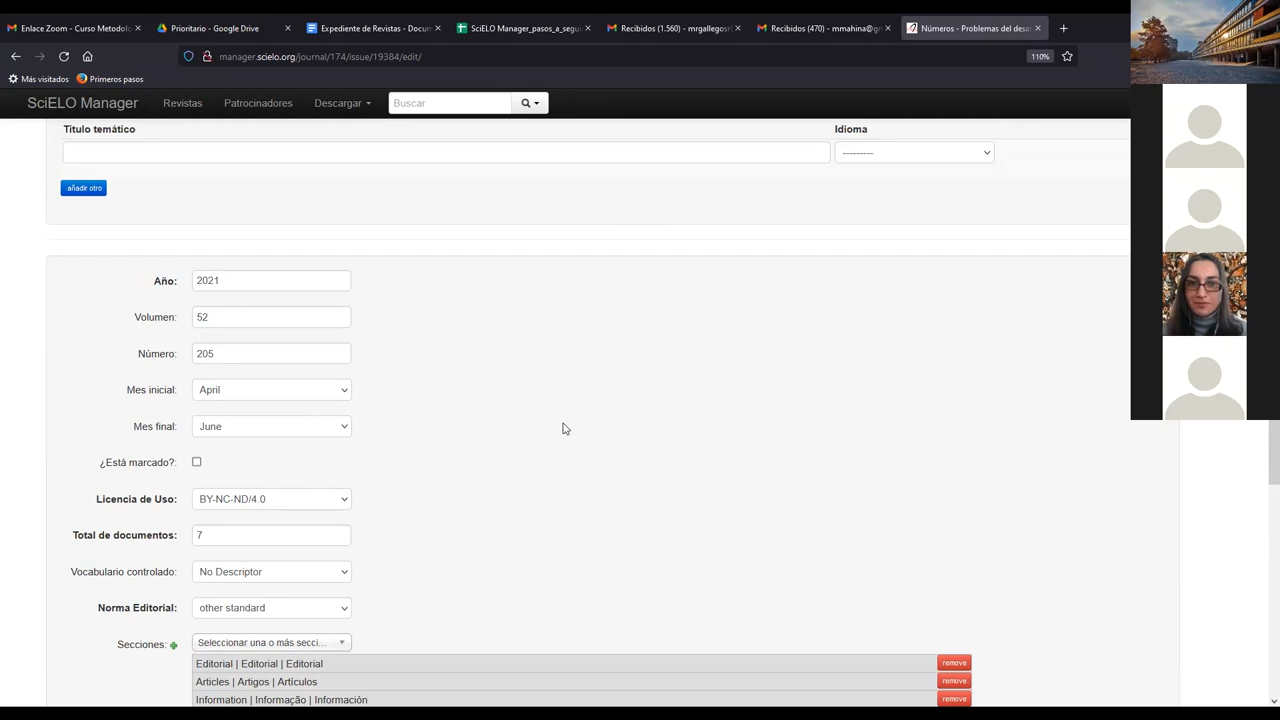 Enlace Zoom - Curso Metodolo
Prioritario - Google Drive
Expediente de Revistas - Docum
SciELO Manager_pasos_a_segui
Recibidos (1.560) - mrgallegosr
Recibidos (470) - mmahina@gm
Números - Problemas del desar
manager.scielo.org/journal/174/issue/19384/edit/
110%
Más visitados
Primeros pasos
SciELO Manager
Revistas
Patrocinadores
Descargar
Buscar
Titulo temático
Idioma
---------
añadir otro
Año: 2021
Volumen: 52
Número: 205
Mes inicial: April
Mes final: June
¿Está marcado?:
Licencia de Uso: BY-NC-ND/4.0
Total de documentos: 7
Vocabulario controlado: No Descriptor
Norma Editorial: other standard
Secciones: Seleccionar una o más secci...
Editorial | Editorial | Editorial remove
Articles | Artigos | Artículos remove
Information | Informação | Información remove